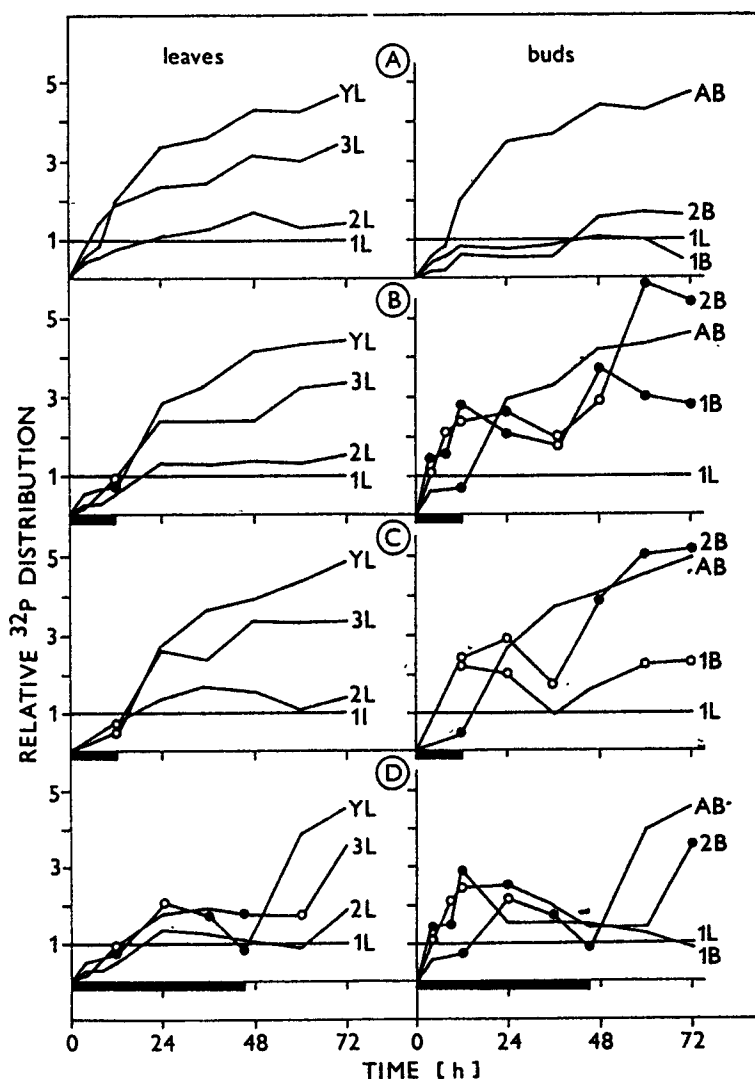 leaves
A
buds
5
3
1
YL
3L
2L
1L
AB
2B
1L
1B
B
5
3
1
YL
3L
2L
1L
2B
AB
1B
1L
C
5
3
1
YL
3L
2L
1L
2B
AB
1B
1L
D
5
3
1
YL
3L
2L
1L
AB
2B
1L
1B
0 24 48 72
0 24 48 72
TIME [h]
RELATIVE 32P DISTRIBUTION